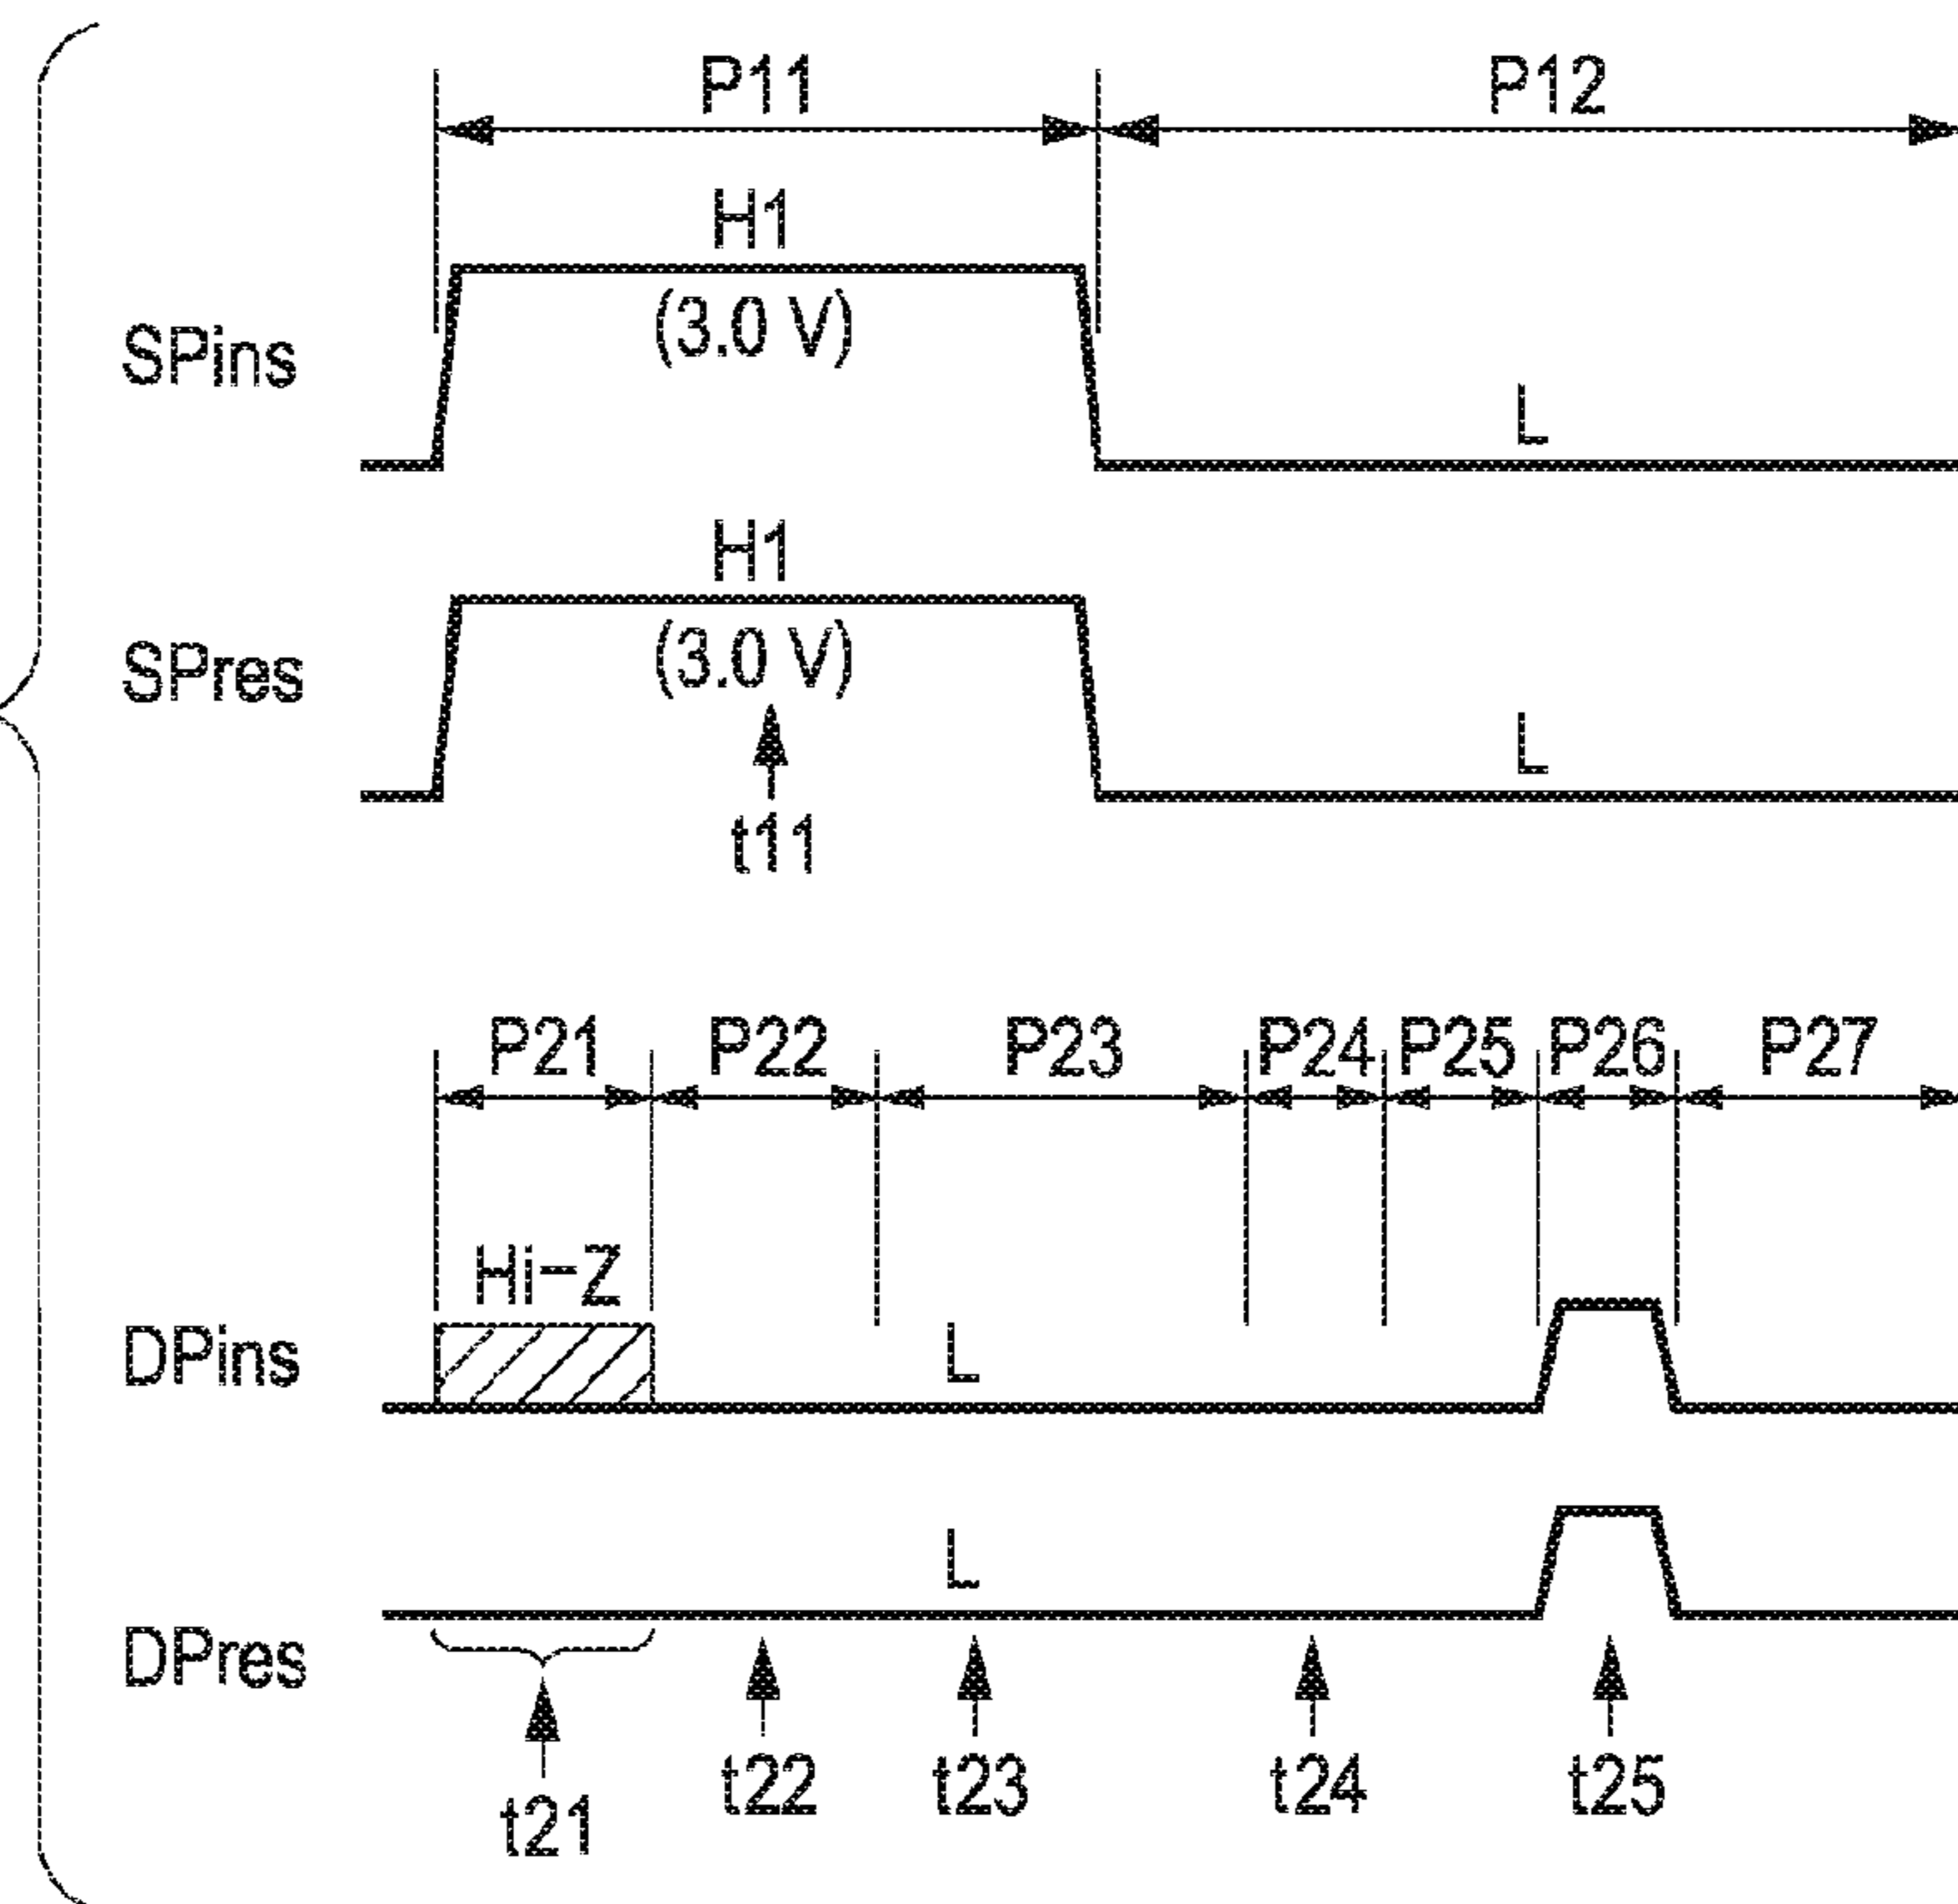 P11 P12
H1
(3.0 V)
SPins
L
H1
(3.0 V)
SPres
L
t11
P21 P22 P23 P24 P25 P26 P27
Hi-Z
DPins
L
L
DPres
t22 t23 t24 t25
t21